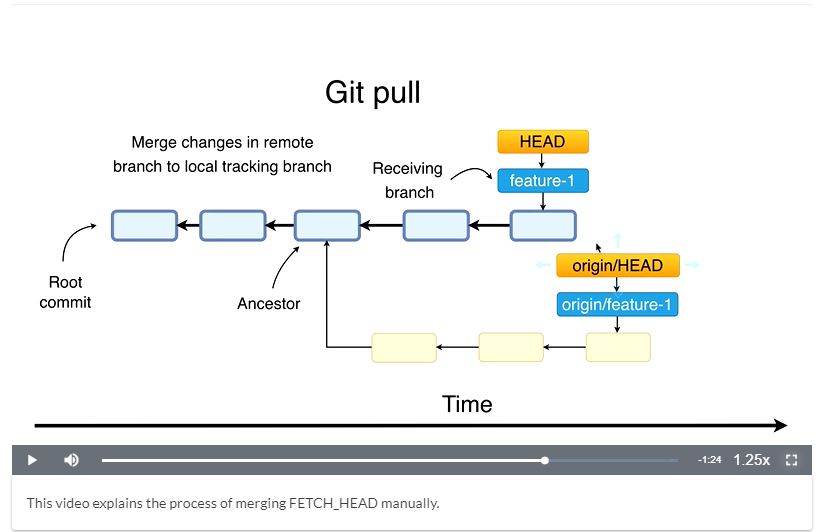 Git pull
Merge changes in remote
branch to local tracking branch
HEAD
Receiving
branch
feature-1
Root
commit
Ancestor
origin/HEAD
origin/feature-1
Time
-1:24
1.25x
This video explains the process of merging FETCH_HEAD manually.